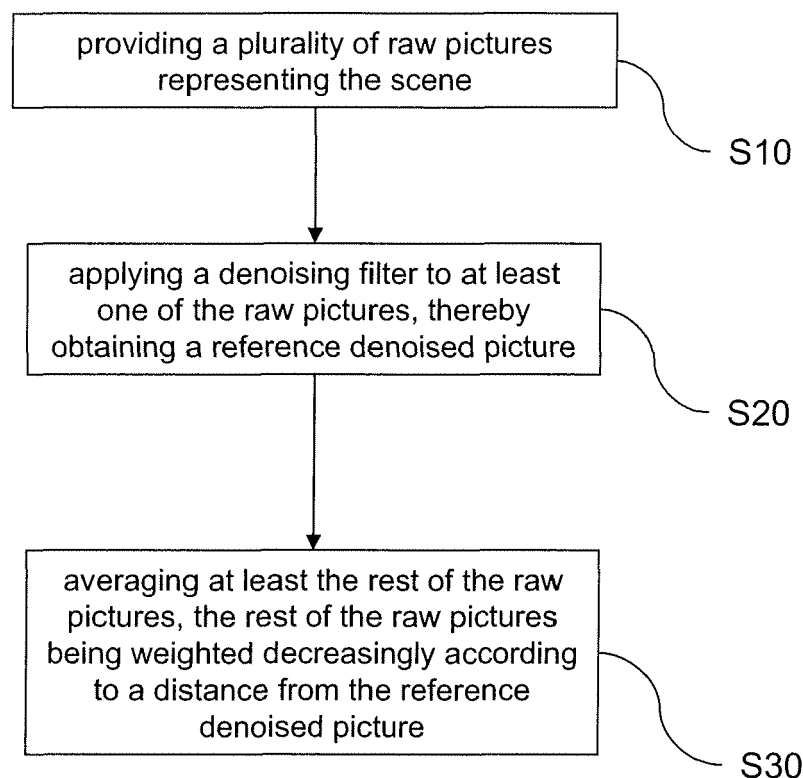 providing a plurality of raw pictures
representing the scene
S10
applying a denoising filter to at least
one of the raw pictures, thereby
obtaining a reference denoised picture
S20
averaging at least the rest of the raw
pictures, the rest of the raw pictures
being weighted decreasingly according
to a distance from the reference
denoised picture
S30